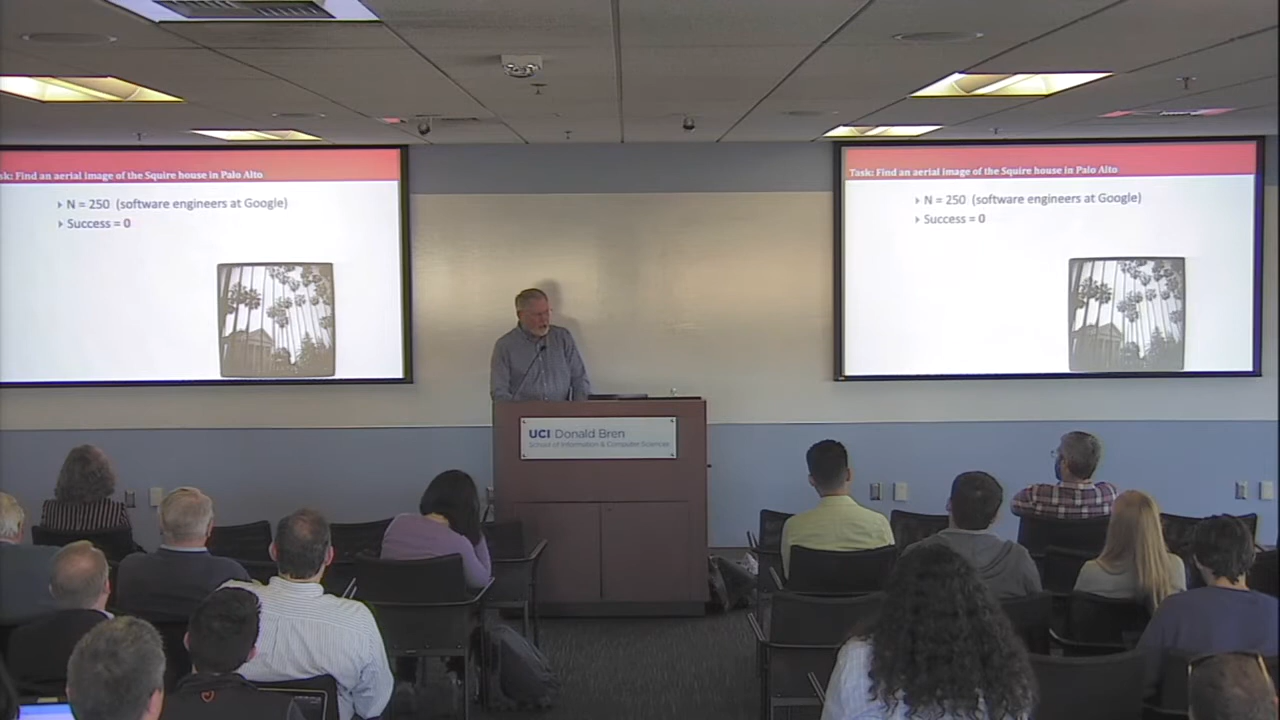 sk: Find an aerial image of the Squire house in Palo Alto
N = 250 (software engineers at Google)
Success = 0
Task: Find an aerial image of the Squire house in Palo Alto
N = 250 (software engineers at Google)
Success = 0
UCI Donald Bren
School of Information & Computer Sciences